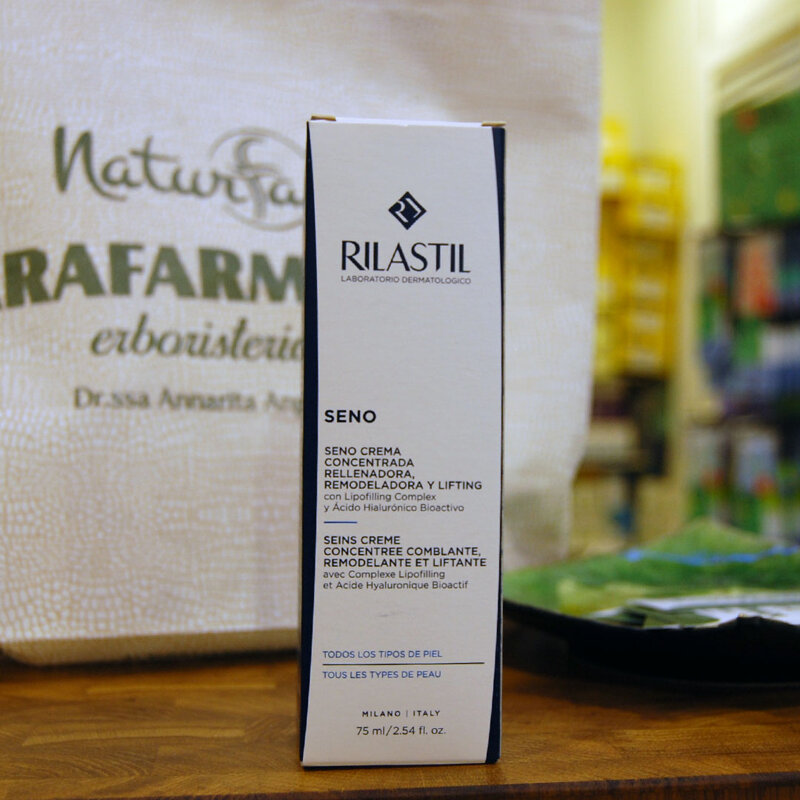 erboristeria
Dr.ssa Annarita
RILASTIL
LABORATORIO DERMATOLOGICO
SENO
SENO CREMA
CONCENTRADA
RELLENADORA,
REMODELADORA Y LIFTING
con Lipofilling Complex
y Ácido Hialurónico Bioactivo
SEINS CREME
CONCENTREE COMBLANTE,
REMODELANTE ET LIFTANTE
avec Complexe Lipofilling
et Acide Hyaluronique Bioactif
TODOS LOS TIPOS DE PIEL
TOUS LES TYPES DE PEAU
MILANO | ITALY
75 ml/2.54 fl. oz.